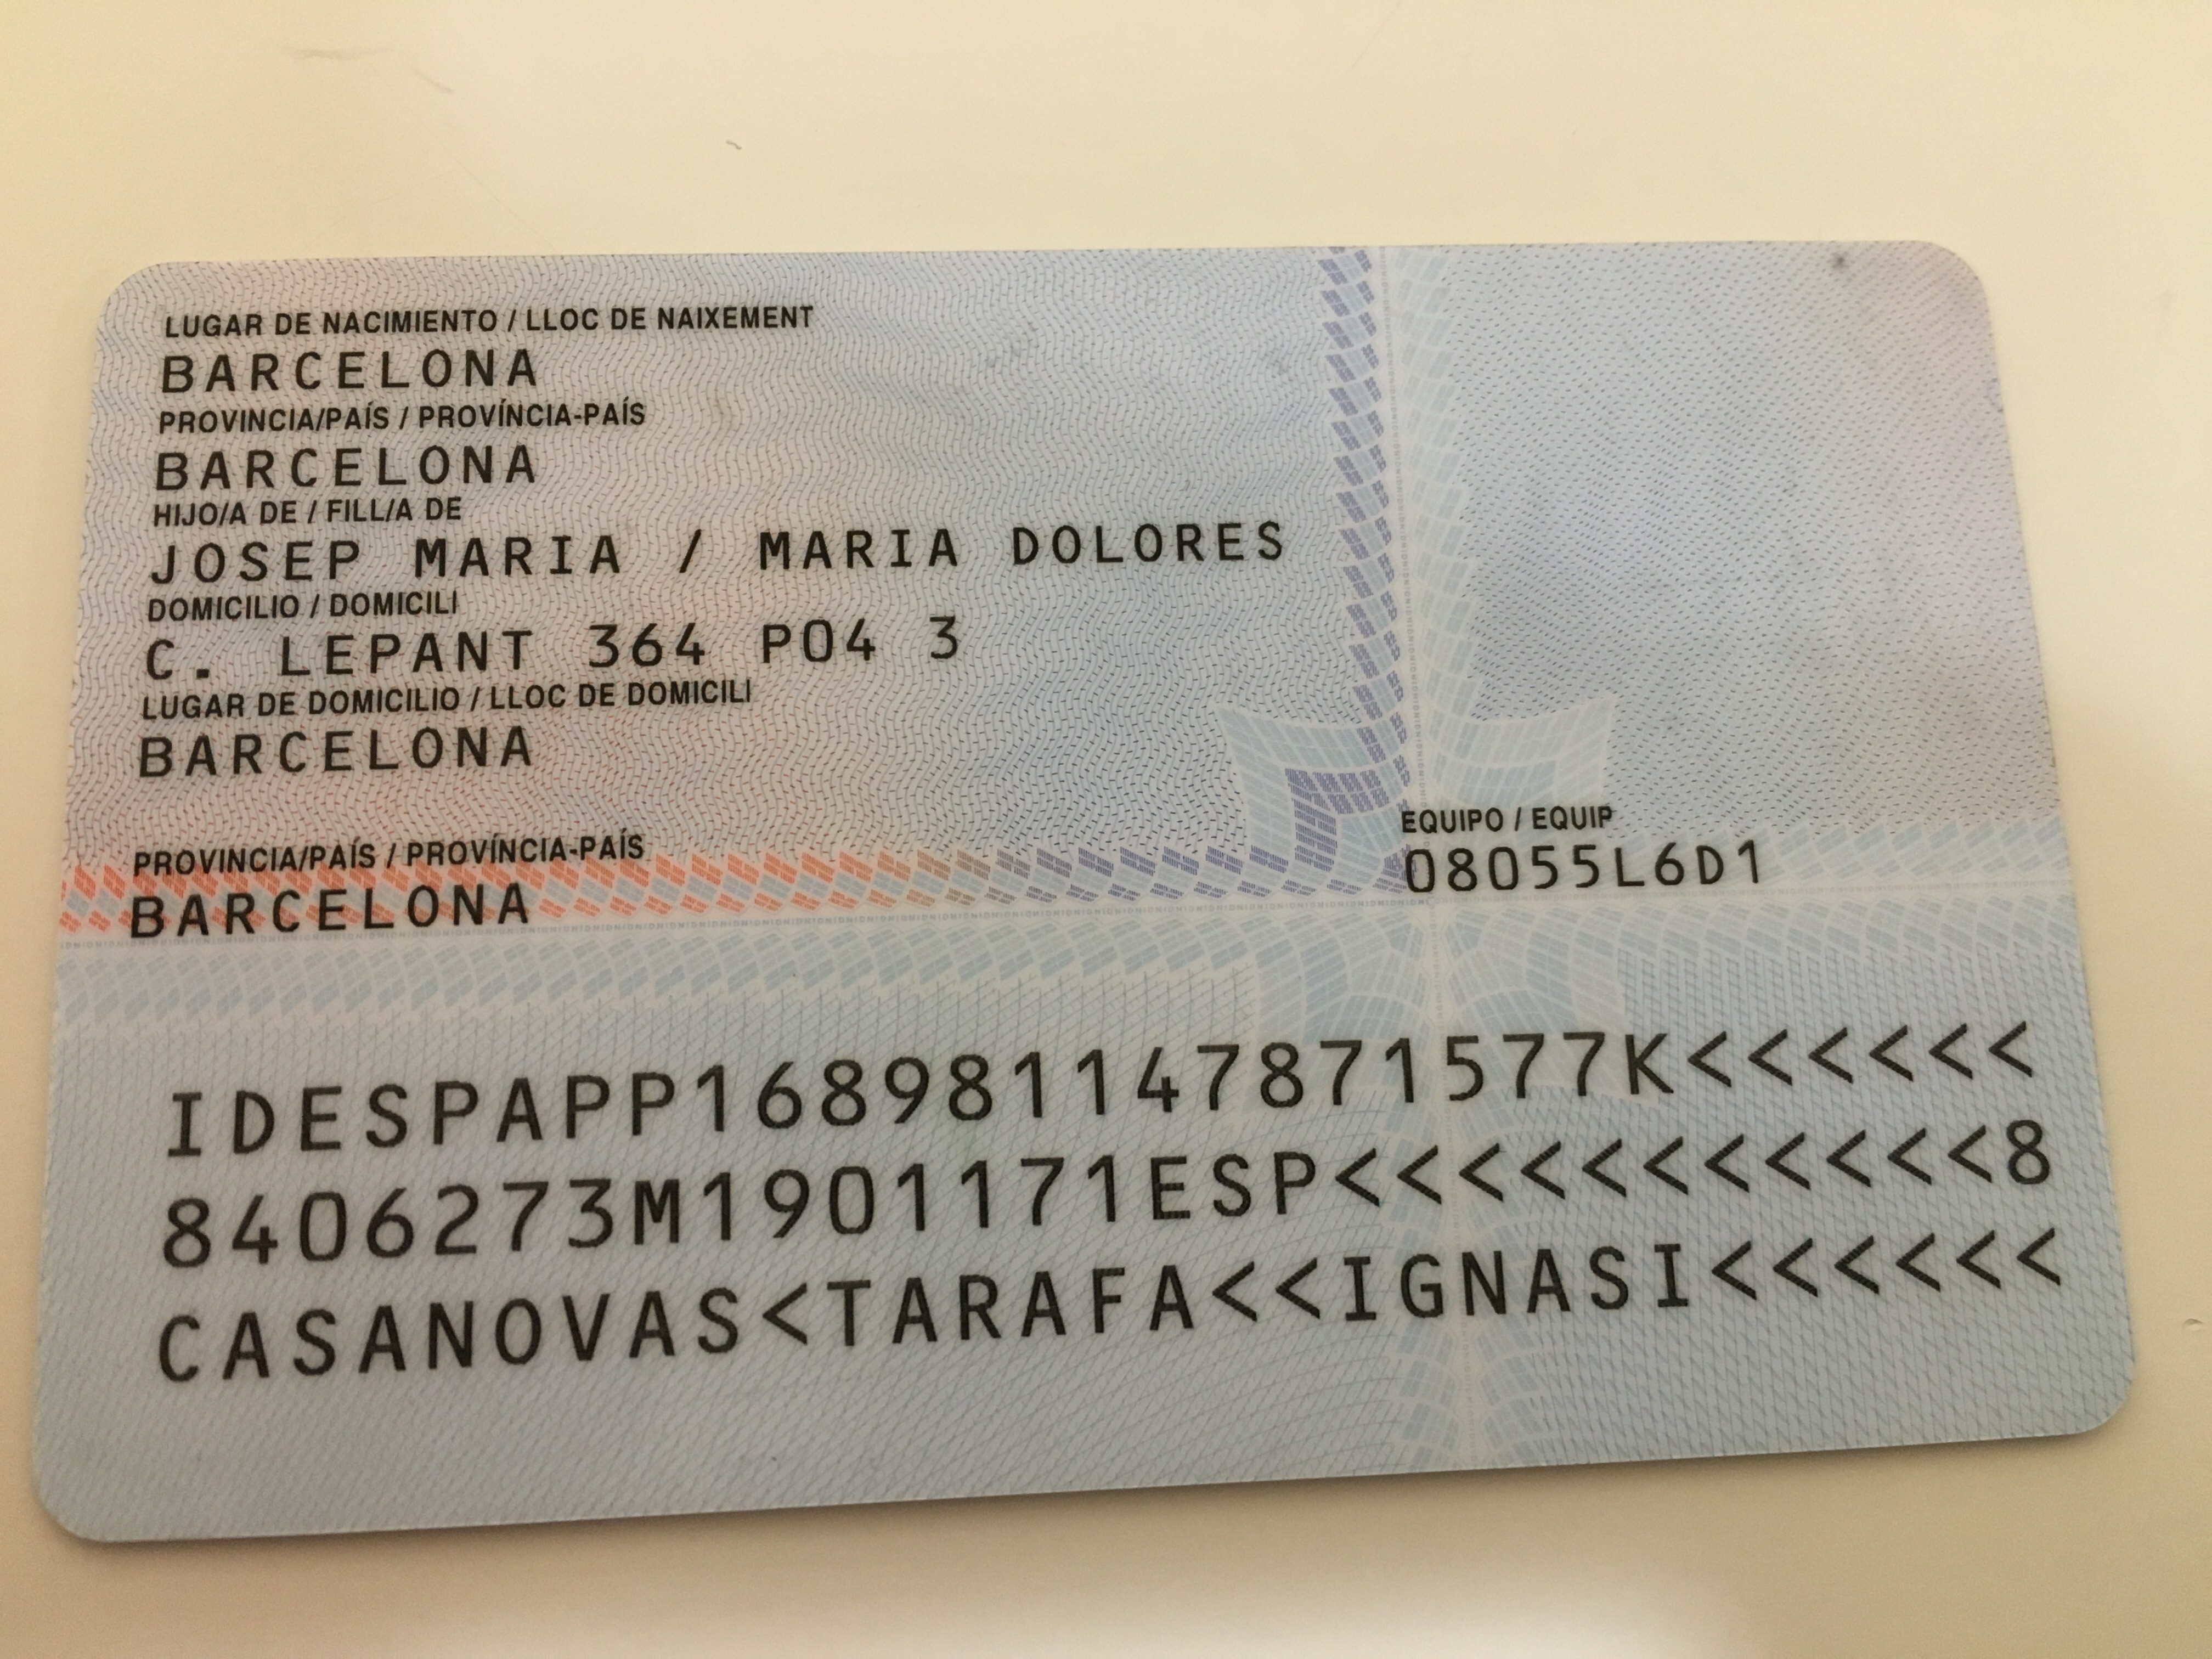 LUGAR DE NACIMIENTO / LLOC DE NAIXEMENT
BARCELONA
PROVINCIA/PAÍS / PROVÍNCIA-PAÍS
BARCELONA
HIJO/A DE / FILL/A DE
JOSEP MARIA / MARIA DOLORES
DOMICILIO / DOMICILI
C. LEPANT 364 P04 3
LUGAR DE DOMICILIO / LLOC DE DOMICILI
BARCELONA
PROVINCIA/PAÍS / PROVÍNCIA-PAÍS
BARCELONA
EQUIPO / EQUIP
08055L6D1
IDESPAPP168981147871577K<<<<<<
8406273M1901171ESP<<<<<<<<<<<8
CASANOVAS<TARAFA<<IGNASI<<<<<<